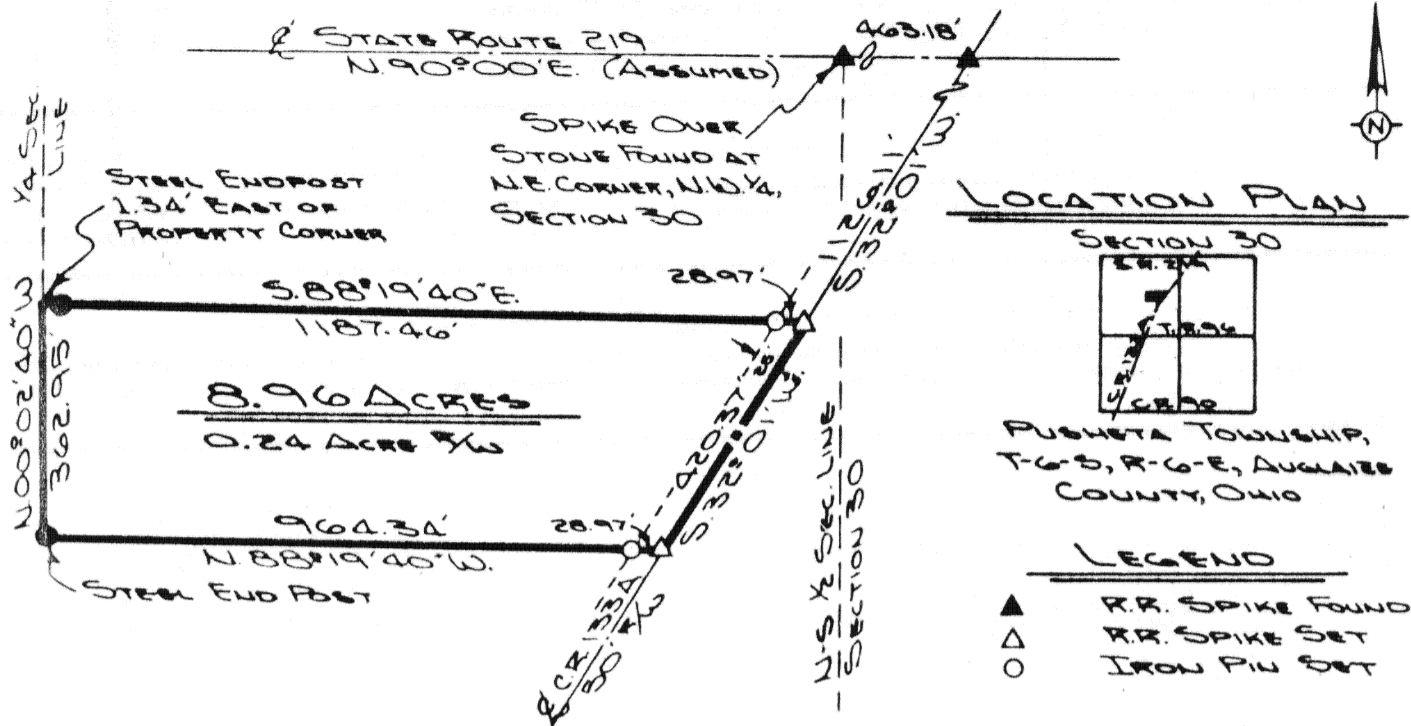 ℄ STATE ROUTE 219
N.90°00'E. (ASSUMED)
463.18'
SPIKE OVER
STONE FOUND AT
N.E. CORNER, N.W. ¼,
SECTION 30
¼ SEC.
LINE
STEEL ENDPOST
1.34' EAST OF
PROPERTY CORNER
N
LOCATION PLAN
SECTION 30
S.R. 219
T.R. 96
C.R. 90
PUSHETA TOWNSHIP,
T-6-S, R-6-E, AUGLAIZE
COUNTY, OHIO
S.32°01'W.
28.97'
S.88°19'40"E.
1187.46'
N.00°02'40"W
362.95'
8.96 ACRES
0.24 ACRE R/W
25'
420.37'
S.32°01'W.
964.34'
N.88°19'40"W.
28.97'
STEEL END POST
℄ C.R. 133A
50' R/W
N-S ½ SEC. LINE
SECTION 30
LEGEND
▲ R.R. SPIKE FOUND
△ R.R. SPIKE SET
○ IRON PIN SET